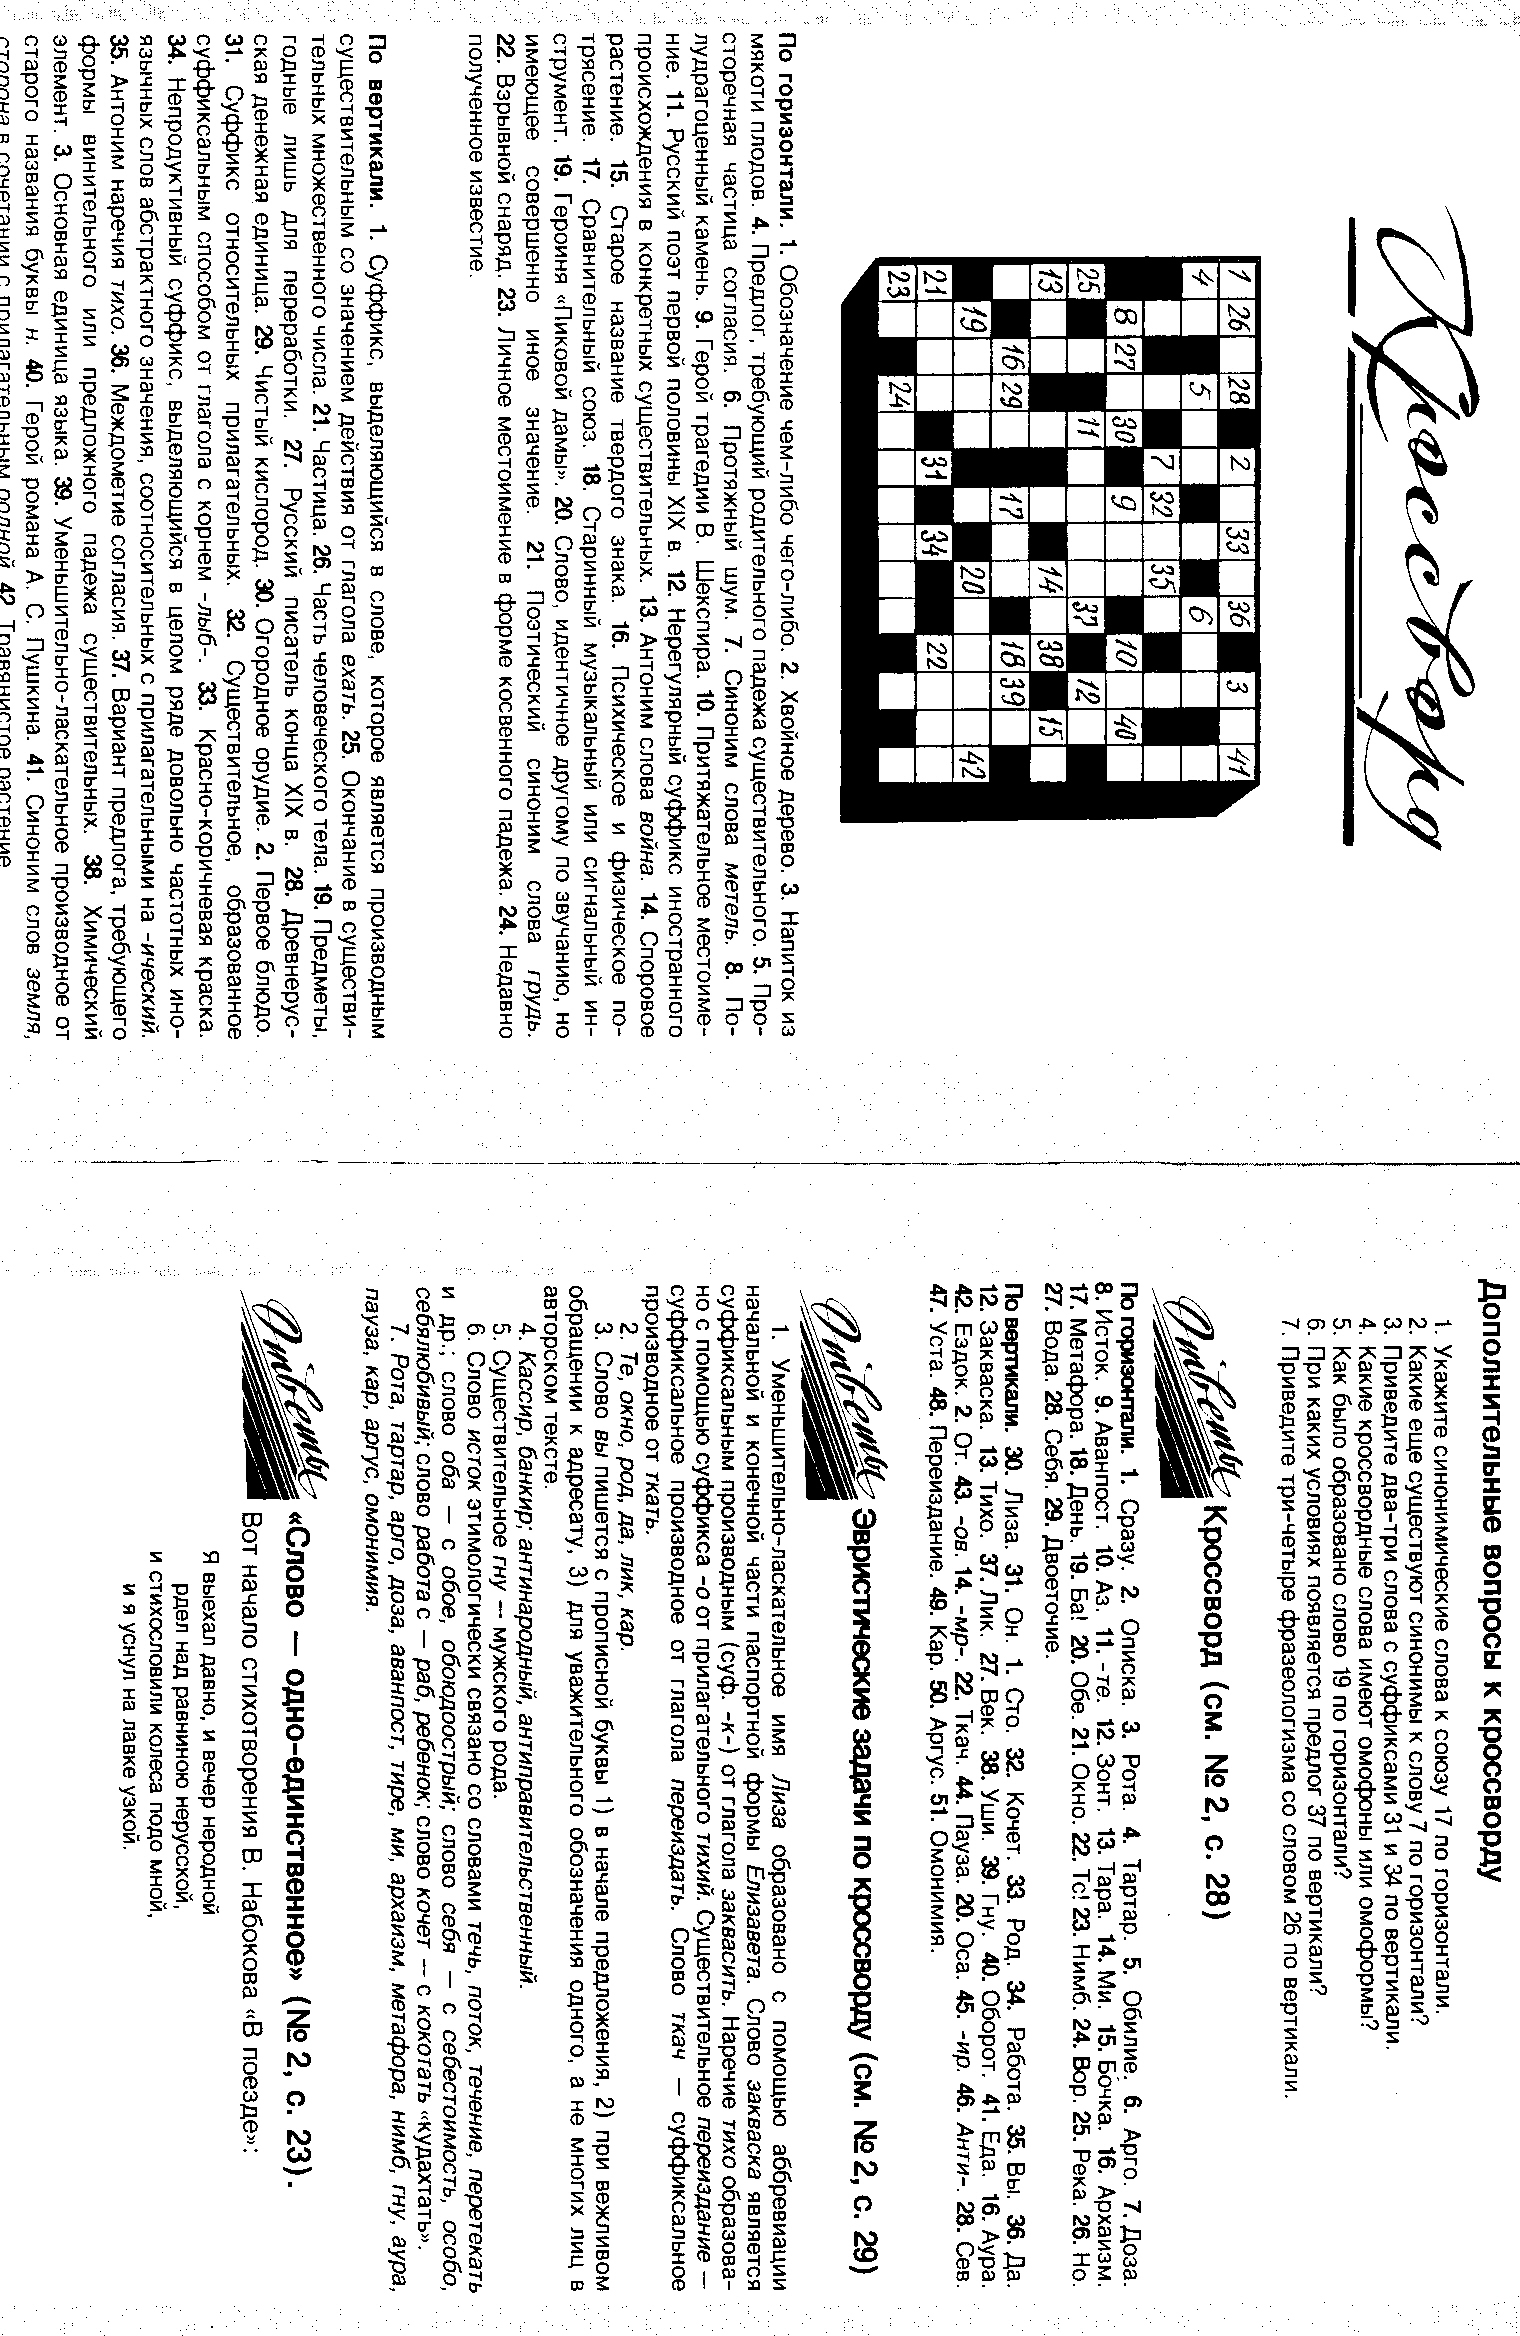 Кроссворд
1 26 28 2 33 36 3 41
4 5 6
7 32 35
8 27 30 9 10 40
25 11 37 12
13 14 38 15
16 29 17 18 39
19 20 42
21 31 34 22
23 24
По горизонтали. 1. Обозначение чем-либо чего-либо. 2. Хвойное дерево. 3. Напиток из
мякоти плодов. 4. Предлог, требующий родительного падежа существительного. 5. Про-
сторечная частица согласия. 6. Протяжный шум. 7. Синоним слова метель. 8. По-
лудрагоценный камень. 9. Герой трагедии В. Шекспира. 10. Притяжательное местоиме-
ние. 11. Русский поэт первой половины XIX в. 12. Нерегулярный суффикс иностранного
происхождения в конкретных существительных. 13. Антоним слова война. 14. Споровое
растение. 15. Старое название твердого знака. 16. Психическое и физическое по-
трясение. 17. Сравнительный союз. 18. Старинный музыкальный или сигнальный ин-
струмент. 19. Героиня «Пиковой дамы». 20. Слово, идентичное другому по звучанию, но
имеющее совершенно иное значение. 21. Поэтический синоним слова грудь.
22. Взрывной снаряд. 23. Личное местоимение в форме косвенного падежа. 24. Недавно
полученное известие.
По вертикали. 1. Суффикс, выделяющийся в слове, которое является производным
существительным со значением действия от глагола ехать. 25. Окончание в существи-
тельных множественного числа. 21. Частица. 26. Часть человеческого тела. 19. Предметы,
годные лишь для переработки. 27. Русский писатель конца XIX в. 28. Древнерус-
ская денежная единица. 29. Чистый кислород. 30. Огородное орудие. 2. Первое блюдо.
31. Суффикс относительных прилагательных. 32. Существительное, образованное
суффиксальным способом от глагола с корнем -лыб-. 33. Красно-коричневая краска.
34. Непродуктивный суффикс, выделяющийся в целом ряде довольно частотных ино-
язычных слов абстрактного значения, соотносительных с прилагательными на -ический.
35. Антоним наречия тихо. 36. Междометие согласия. 37. Вариант предлога, требующего
формы винительного или предложного падежа существительных. 38. Химический
элемент. 3. Основная единица языка. 39. Уменьшительно-ласкательное производное от
старого названия буквы н. 40. Герой романа А. С. Пушкина. 41. Синоним слов земля,
сторона в сочетании с прилагательным родной. 42. Травянистое растение
Дополнительные вопросы к кроссворду
1. Укажите синонимические слова к союзу 17 по горизонтали.
2. Какие еще существуют синонимы к слову 7 по горизонтали?
3. Приведите два-три слова с суффиксами 31 и 34 по вертикали.
4. Какие кроссвордные слова имеют омофоны или омоформы?
5. Как было образовано слово 19 по горизонтали?
6. При каких условиях появляется предлог 37 по вертикали?
7. Приведите три-четыре фразеологизма со словом 26 по вертикали.
Ответы Кроссворд (см. № 2, с. 28)
По горизонтали. 1. Сразу. 2. Описка. 3. Рота. 4. Тартар. 5. Обилие. 6. Арго. 7. Доза.
8. Исток. 9. Аванпост. 10. Аз. 11. -те. 12. Зонт. 13. Тара. 14. Ми. 15. Бочка. 16. Архаизм.
17. Метафора. 18. День. 19. Ба! 20. Обе. 21. Окно. 22. Тс! 23. Нимб. 24. Вор. 25. Река. 26. Но.
27. Вода. 28. Себя. 29. Двоеточие.
По вертикали. 30. Лиза. 31. Он. 1. Сто. 32. Кочет. 33. Род. 34. Работа. 35. Вы. 36. Да.
12. Закваска. 13. Тихо. 37. Лик. 27. Век. 38. Уши. 39. Гну. 40. Оборот. 41. Еда. 16. Аура.
42. Ездок. 2. От. 43. -ов. 14. -мр-. 22. Ткач. 44. Пауза. 20. Оса. 45. -ир. 46. Анти-. 28. Сев.
47. Уста. 48. Переиздание. 49. Кар. 50. Аргус. 51. Омонимия.
Ответы Эвристические задачи по кроссворду (см. № 2, с. 29)
1. Уменьшительно-ласкательное имя Лиза образовано с помощью аббревиации
начальной и конечной части паспортной формы Елизавета. Слово закваска является
суффиксальным производным (суф. -к-) от глагола заквасить. Наречие тихо образова-
но с помощью суффикса -о от прилагательного тихий. Существительное переиздание —
суффиксальное производное от глагола переиздать. Слово ткач — суффиксальное
производное от ткать.
2. Те, окно, род, да, лик, кар.
3. Слово вы пишется с прописной буквы 1) в начале предложения, 2) при вежливом
обращении к адресату, 3) для уважительного обозначения одного, а не многих лиц в
авторском тексте.
4. Кассир, банкир; антинародный, антиправительственный.
5. Существительное гну — мужского рода.
6. Слово исток этимологически связано со словами течь, поток, течение, перетекать
и др.; слово оба — с обое, обоюдоострый; слово себя — с себестоимость, особо,
себялюбивый; слово работа с — раб, ребенок; слово кочет — с кокотать «кудахтать».
7. Рота, тартар, арго, доза, аванпост, тире, ми, архаизм, метафора, нимб, гну, аура,
пауза, кар, аргус, омонимия.
Ответы «Слово — одно-единственное» (№ 2, с. 23).
Вот начало стихотворения В. Набокова «В поезде»:
Я выехал давно, и вечер неродной
рдел над равниною нерусской,
и стихословили колеса подо мной,
и я уснул на лавке узкой.